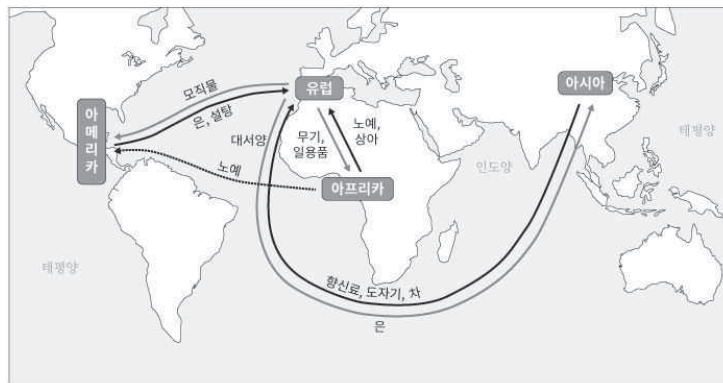 모직물
은, 설탕
아메리카
유럽
아시아
대서양
무기,
일용품
노예,
상아
노예
아프리카
인도양
태평양
태평양
향신료, 도자기, 차
은